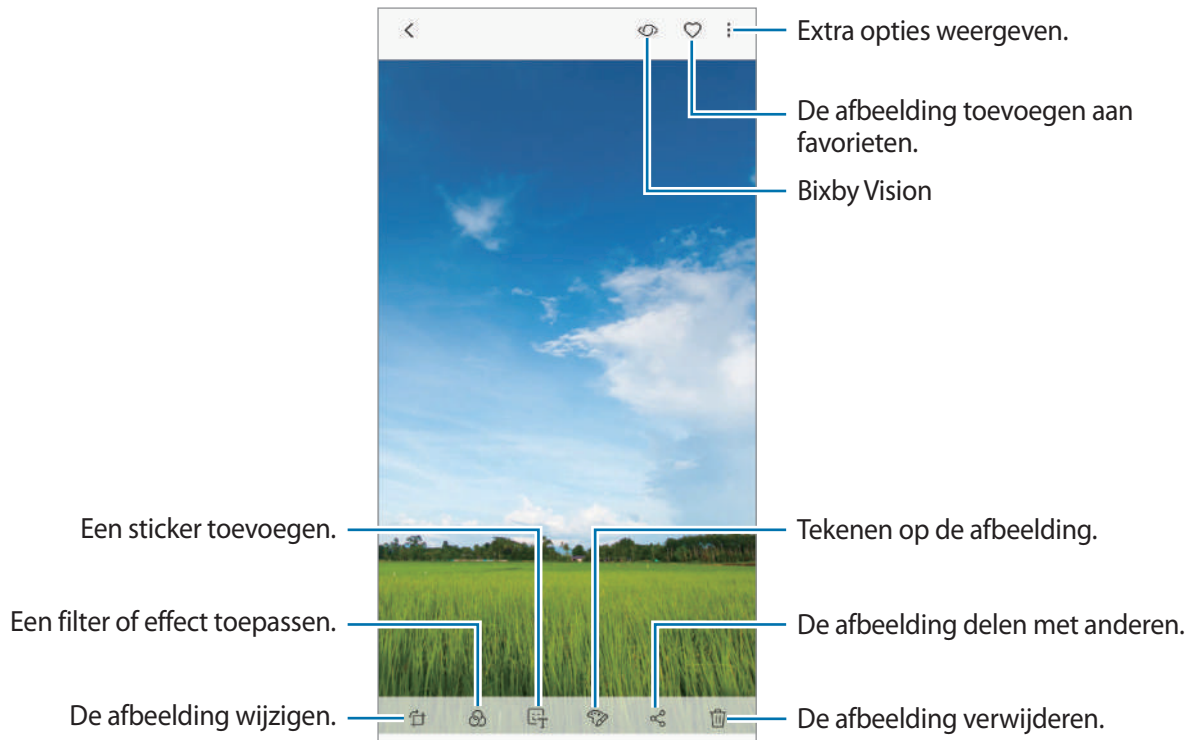 Extra opties weergeven.
De afbeelding toevoegen aan
favorieten.
Bixby Vision
Een sticker toevoegen.
Tekenen op de afbeelding.
Een filter of effect toepassen.
De afbeelding delen met anderen.
De afbeelding wijzigen.
De afbeelding verwijderen.